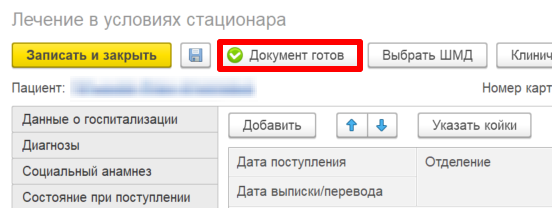 Лечение в условиях стационара
Записать и закрыть Документ готов Выбрать ШМД Клинич
Пациент: Номер карт
Данные о госпитализации
Диагнозы
Социальный анамнез
Состояние при поступлении
Добавить Указать койки
Дата поступления Отделение
Дата выписки/перевода